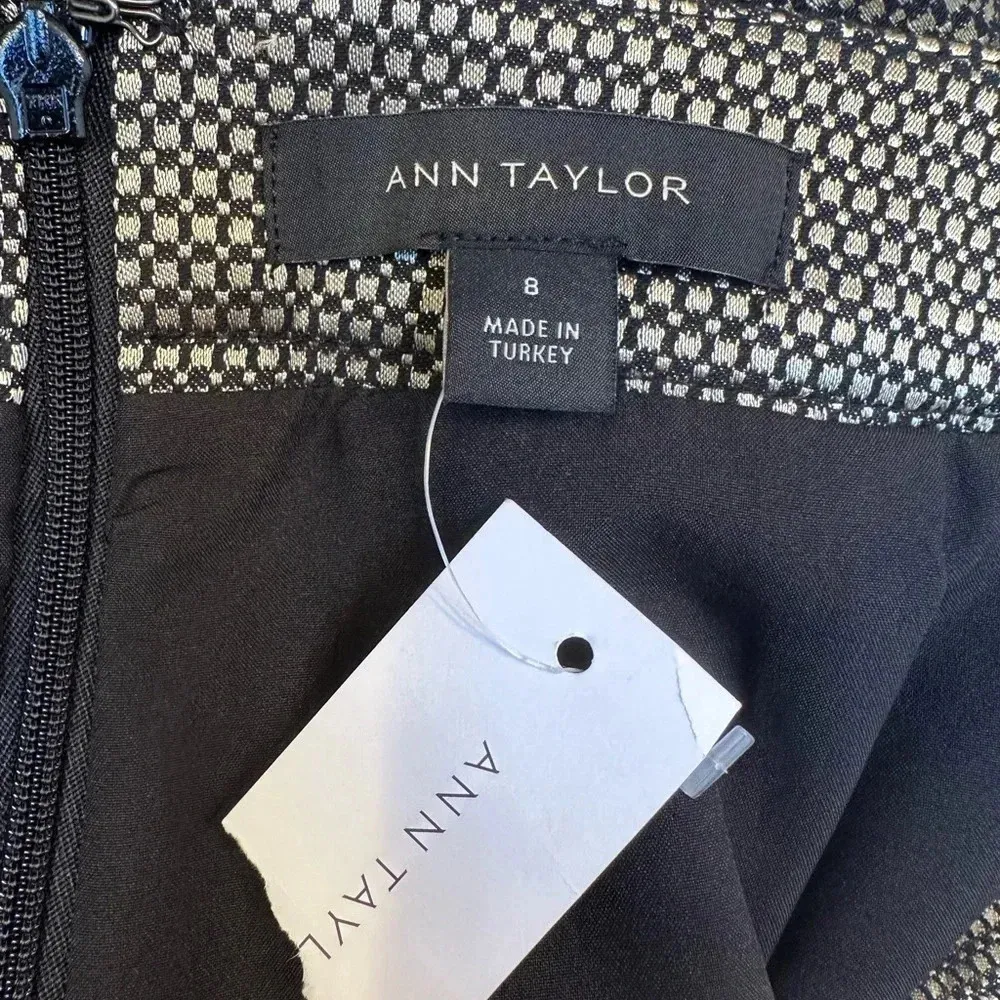 ANN TAYLOR
8
MADE IN
TURKEY
ANN TAYL